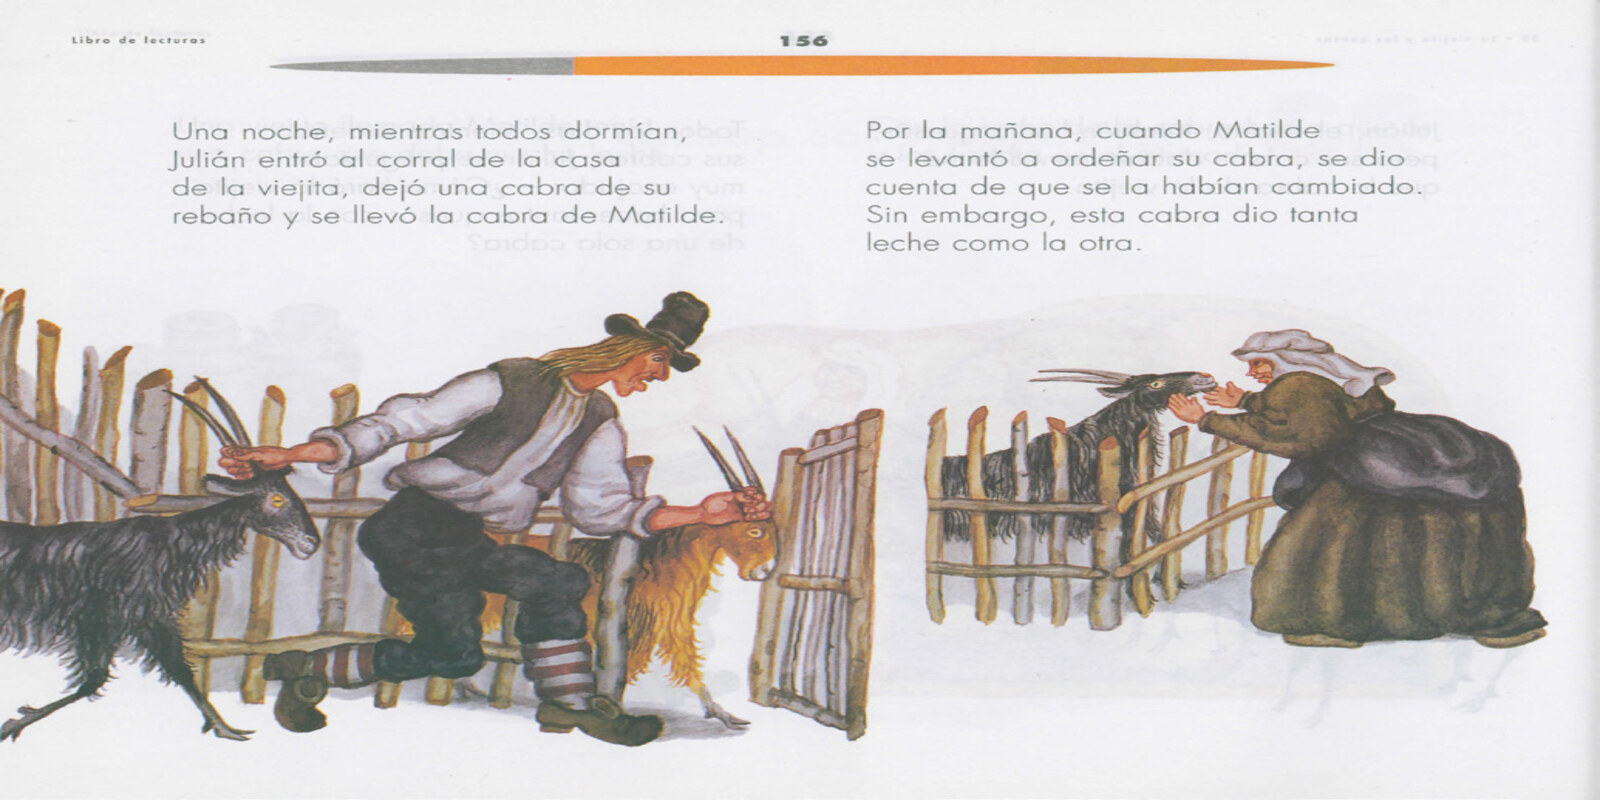 Libro de lecturas
156
Una noche, mientras todos dormían,
Julián entró al corral de la casa
de la viejita, dejó una cabra de su
rebaño y se llevó la cabra de Matilde.
Por la mañana, cuando Matilde
se levantó a ordeñar su cabra, se dio
cuenta de que se la habían cambiado.
Sin embargo, esta cabra dio tanta
leche como la otra.